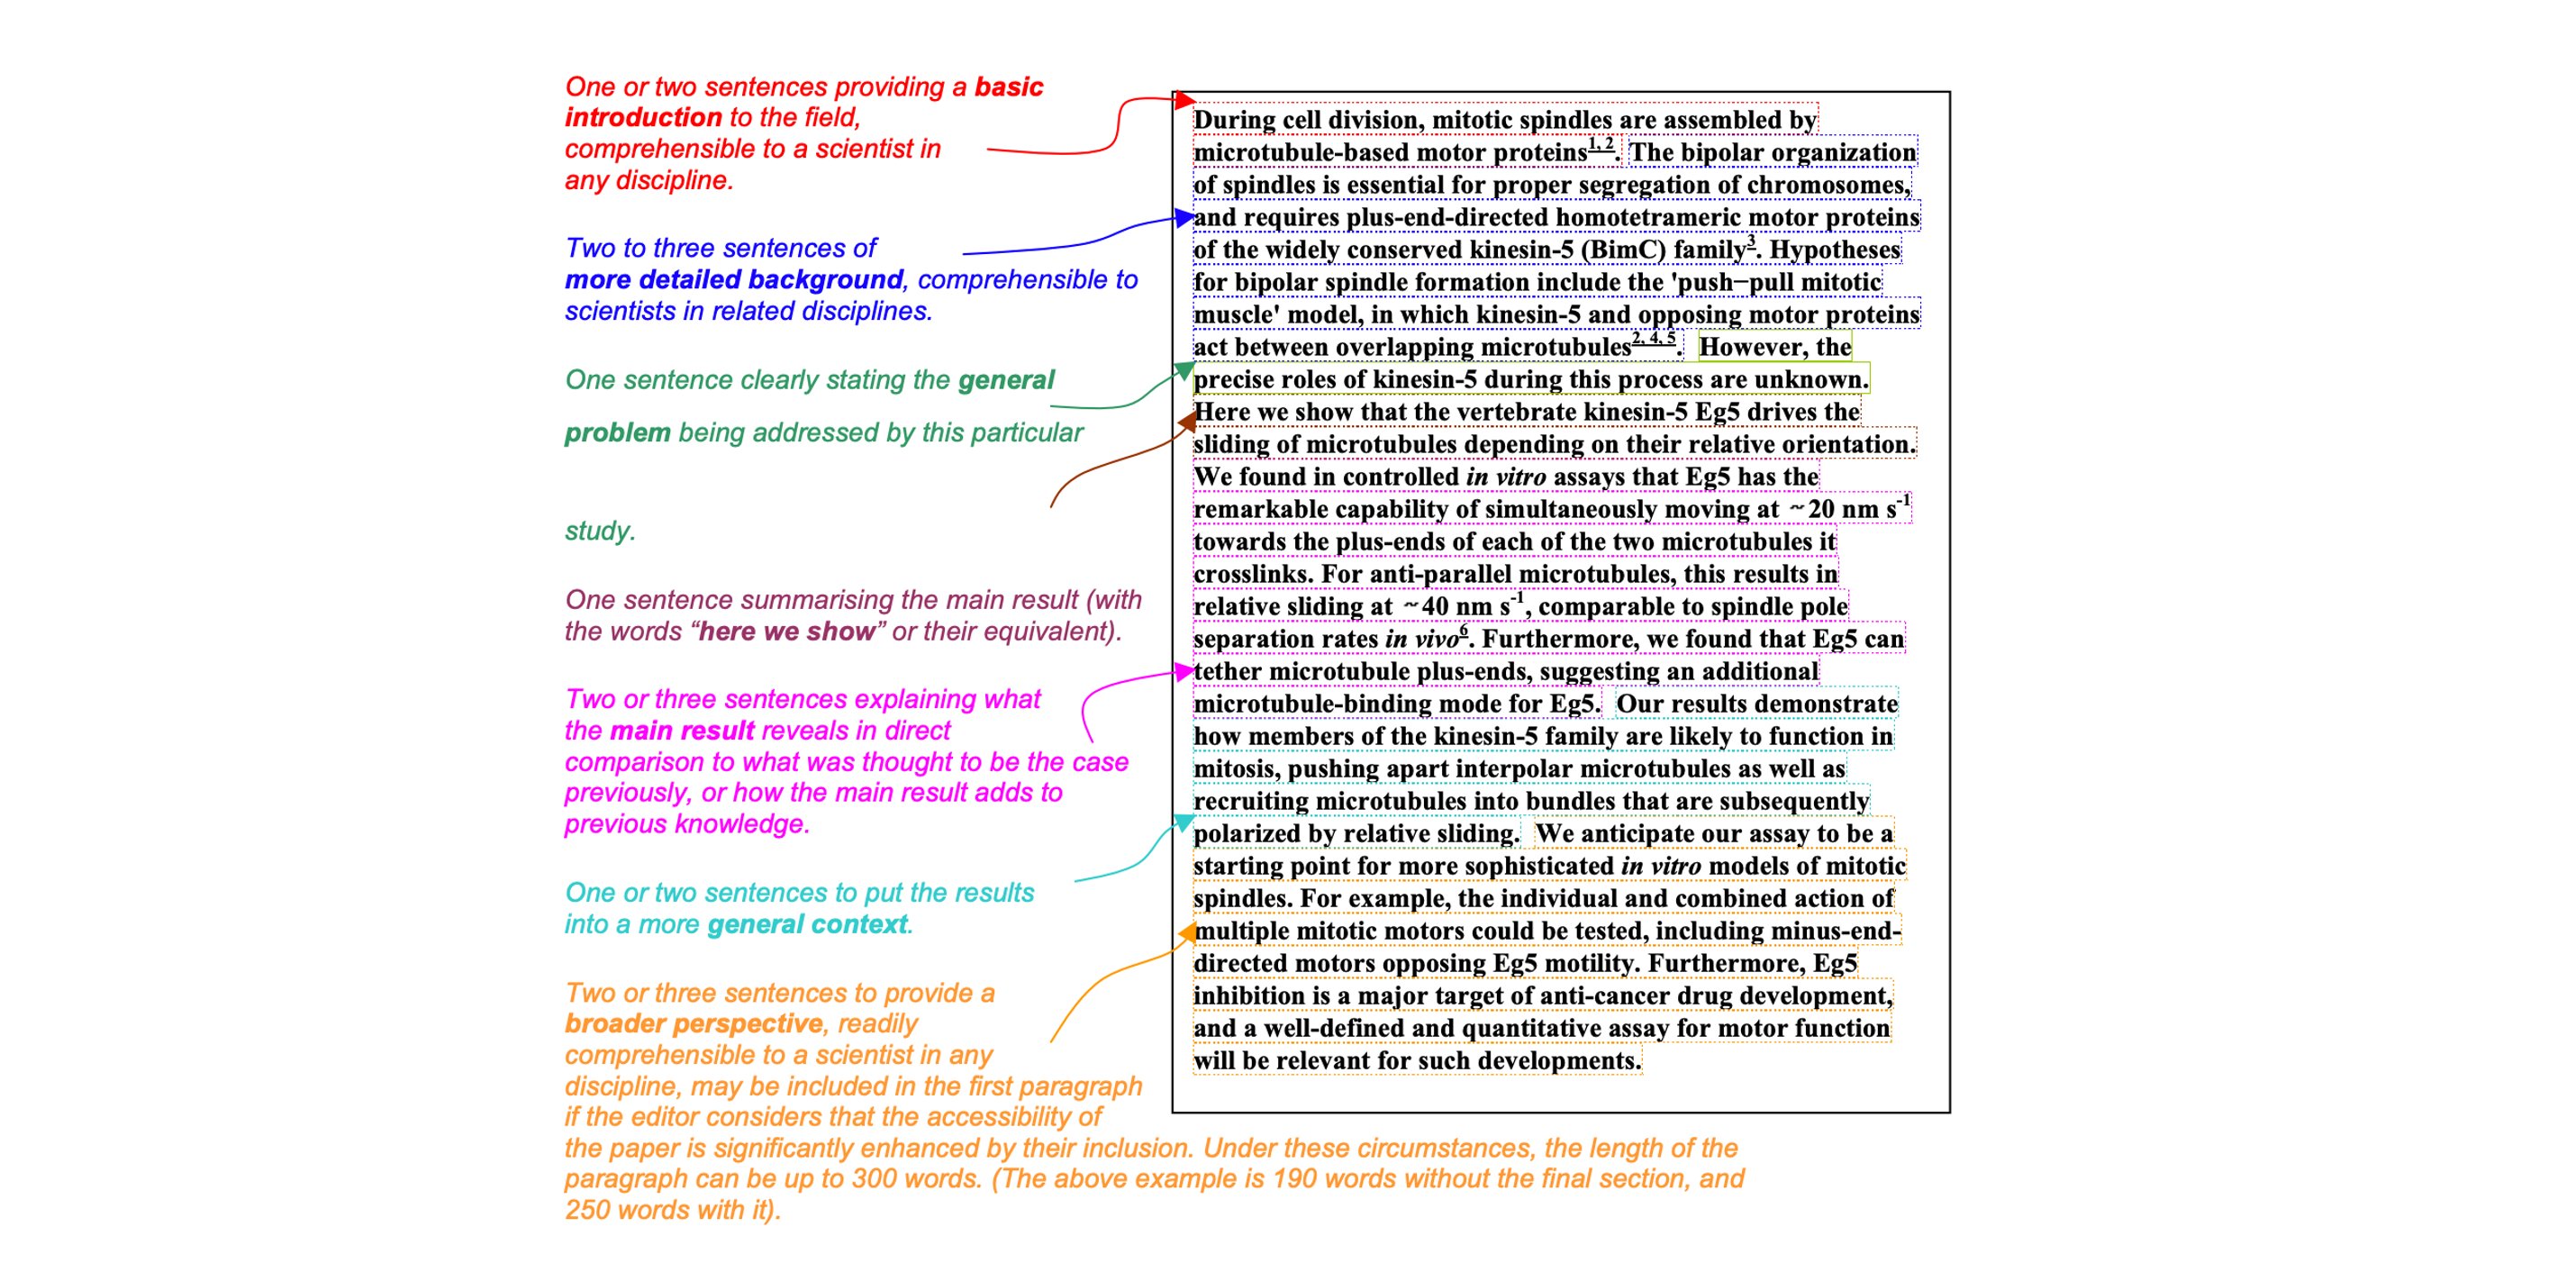 One or two sentences providing a basic
introduction to the field,
comprehensible to a scientist in
any discipline.
Two to three sentences of
more detailed background, comprehensible to
scientists in related disciplines.
One sentence clearly stating the general
problem being addressed by this particular
study.
One sentence summarising the main result (with
the words “here we show” or their equivalent).
Two or three sentences explaining what
the main result reveals in direct
comparison to what was thought to be the case
previously, or how the main result adds to
previous knowledge.
One or two sentences to put the results
into a more general context.
Two or three sentences to provide a
broader perspective, readily
comprehensible to a scientist in any
discipline, may be included in the first paragraph
if the editor considers that the accessibility of
the paper is significantly enhanced by their inclusion. Under these circumstances, the length of the
paragraph can be up to 300 words. (The above example is 190 words without the final section, and
250 words with it).
During cell division, mitotic spindles are assembled by
microtubule-based motor proteins1, 2. The bipolar organization
of spindles is essential for proper segregation of chromosomes,
and requires plus-end-directed homotetrameric motor proteins
of the widely conserved kinesin-5 (BimC) family3. Hypotheses
for bipolar spindle formation include the 'push–pull mitotic
muscle' model, in which kinesin-5 and opposing motor proteins
act between overlapping microtubules2, 4, 5. However, the
precise roles of kinesin-5 during this process are unknown.
Here we show that the vertebrate kinesin-5 Eg5 drives the
sliding of microtubules depending on their relative orientation.
We found in controlled in vitro assays that Eg5 has the
remarkable capability of simultaneously moving at ~20 nm s-1
towards the plus-ends of each of the two microtubules it
crosslinks. For anti-parallel microtubules, this results in
relative sliding at ~40 nm s-1, comparable to spindle pole
separation rates in vivo6. Furthermore, we found that Eg5 can
tether microtubule plus-ends, suggesting an additional
microtubule-binding mode for Eg5. Our results demonstrate
how members of the kinesin-5 family are likely to function in
mitosis, pushing apart interpolar microtubules as well as
recruiting microtubules into bundles that are subsequently
polarized by relative sliding. We anticipate our assay to be a
starting point for more sophisticated in vitro models of mitotic
spindles. For example, the individual and combined action of
multiple mitotic motors could be tested, including minus-end-
directed motors opposing Eg5 motility. Furthermore, Eg5
inhibition is a major target of anti-cancer drug development,
and a well-defined and quantitative assay for motor function
will be relevant for such developments.